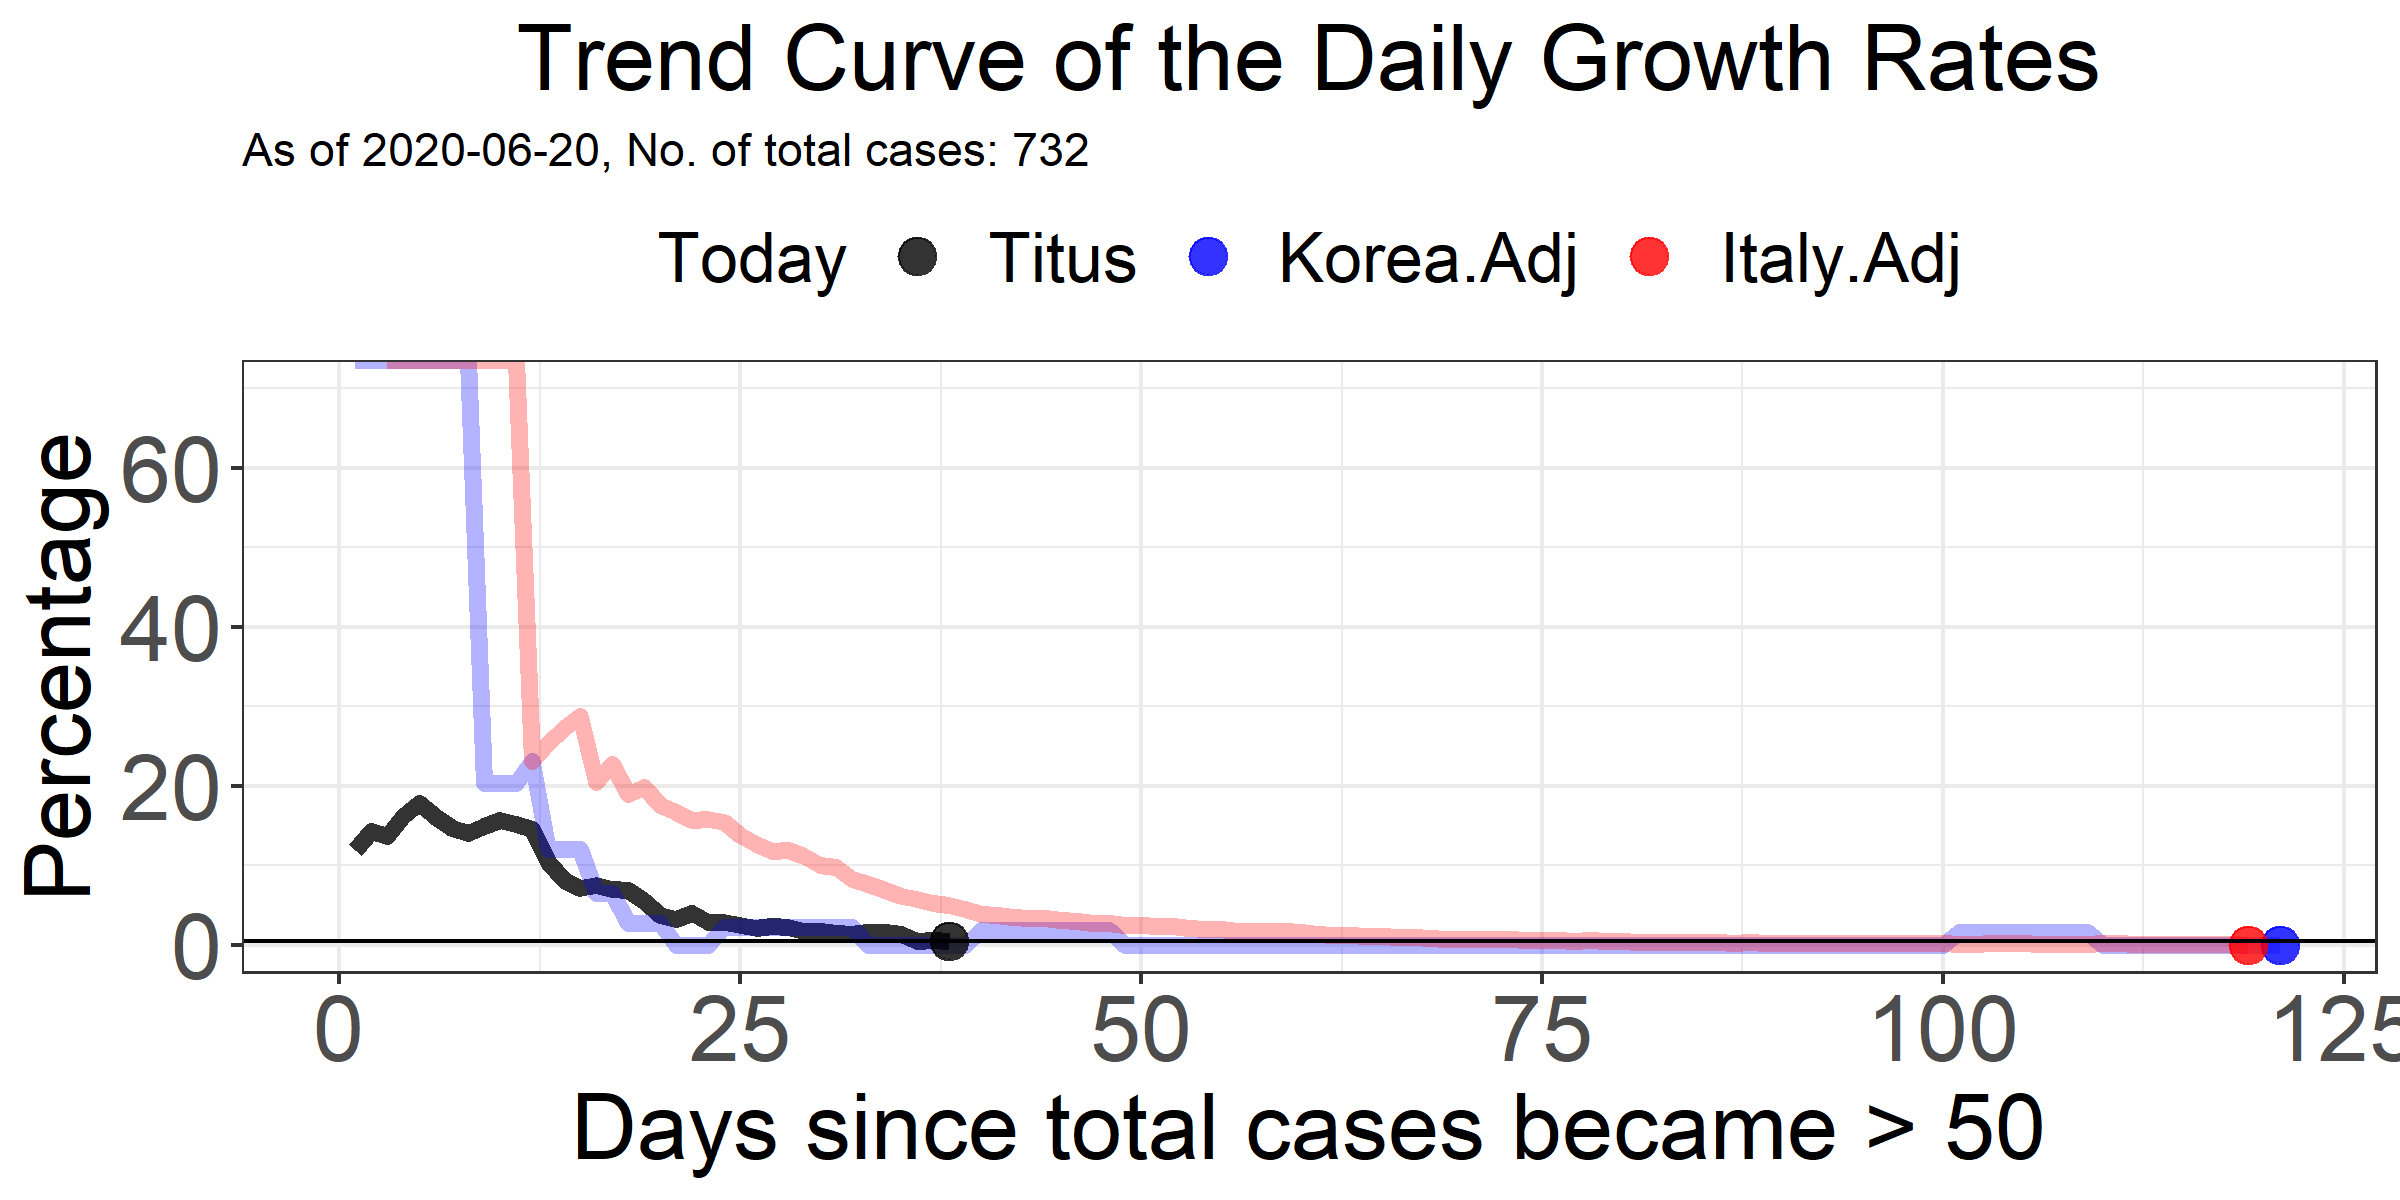 Trend Curve of the Daily Growth Rates
As of 2020-06-20, No. of total cases: 732
Today Titus Korea.Adj Italy.Adj
Percentage
60
40
20
0
0 25 50 75 100 125
Days since total cases became > 50